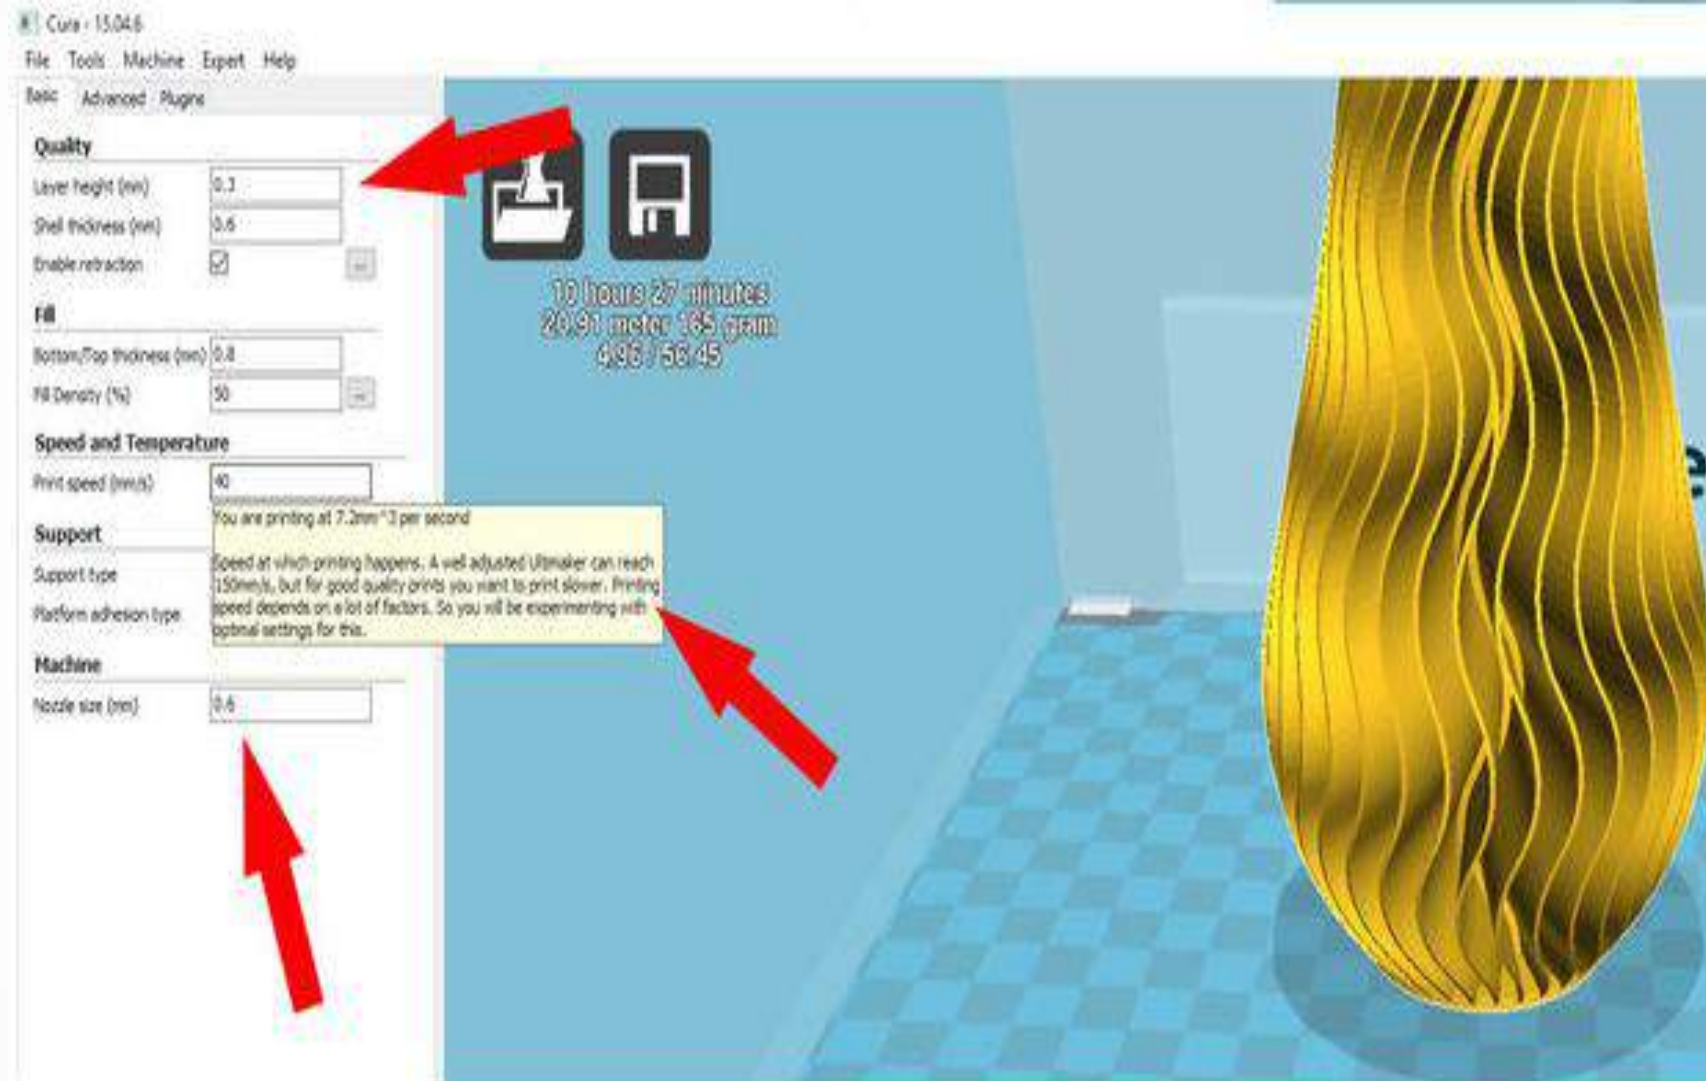 Cura - 15.04.6
File Tools Machine Expert Help
Basic Advanced Plugins
Quality
Layer height (mm) 0.3
Shell thickness (mm) 0.6
Enable retraction
...
Fill
Bottom/Top thickness (mm) 0.8
Fill Density (%) 50
...
Speed and Temperature
Print speed (mm/s) 40
Support
Support type
Platform adhesion type
Machine
Nozzle size (mm) 0.6
You are printing at 7.2mm^3 per second
Speed at which printing happens. A well adjusted Ultimaker can reach
150mm/s, but for good quality prints you want to print slower. Printing
speed depends on a lot of factors. So you will be experimenting with
optimal settings for this.
10 hours 27 minutes
20.91 meter 165 gram